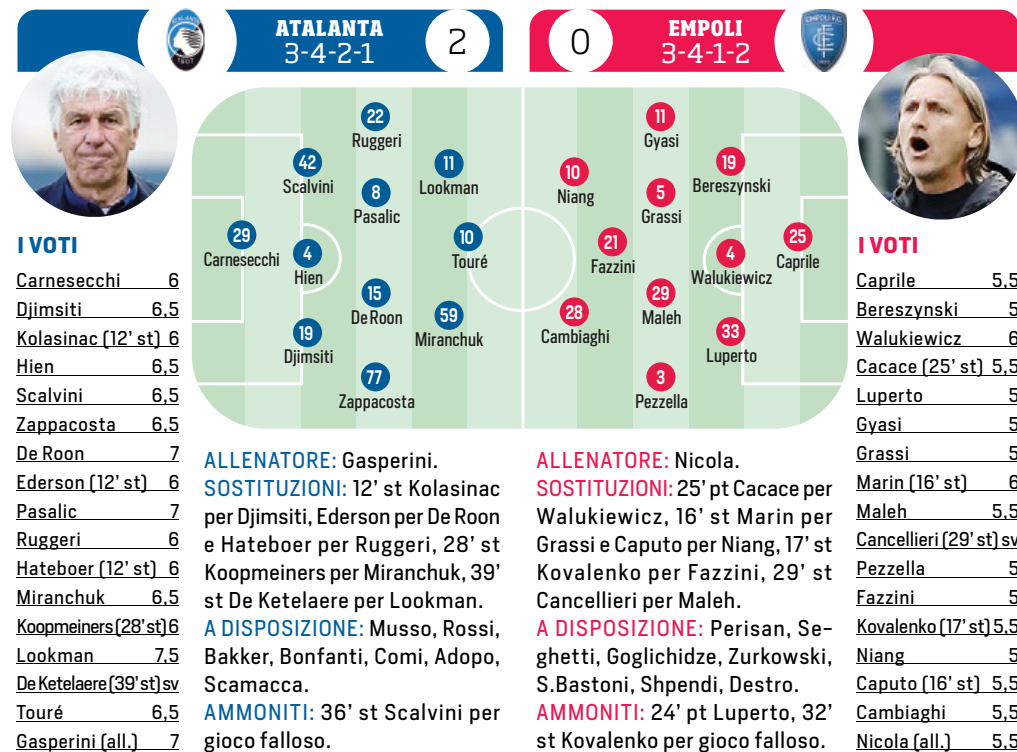 ATALANTA
3-4-2-1
2
0
EMPOLI
3-4-1-2
ATALANTA
1907
EMPOLI F.C.
22
Ruggeri
42
Scalvini
11
Lookman
8
Pasalic
29
Carnesecchi
4
Hien
10
Touré
15
De Roon
59
Miranchuk
19
Djimsiti
77
Zappacosta
11
Gyasi
10
Niang
19
Bereszynski
5
Grassi
21
Fazzini
4
Walukiewicz
25
Caprile
29
Maleh
28
Cambiaghi
33
Luperto
3
Pezzella
I VOTI
Carnesecchi 6
Djimsiti 6,5
Kolasinac (12' st) 6
Hien 6,5
Scalvini 6,5
Zappacosta 6,5
De Roon 7
Ederson (12' st) 6
Pasalic 7
Ruggeri 6
Hateboer (12' st) 6
Miranchuk 6,5
Koopmeiners (28' st) 6
Lookman 7,5
De Ketelaere (39' st) sv
Touré 6,5
Gasperini (all.) 7
ALLENATORE: Gasperini.
SOSTITUZIONI: 12' st Kolasinac
per Djimsiti, Ederson per De Roon
e Hateboer per Ruggeri, 28' st
Koopmeiners per Miranchuk, 39'
st De Ketelaere per Lookman.
A DISPOSIZIONE: Musso, Rossi,
Bakker, Bonfanti, Comi, Adopo,
Scamacca.
AMMONITI: 36' st Scalvini per
gioco falloso.
ALLENATORE: Nicola.
SOSTITUZIONI: 25' pt Cacace per
Walukiewicz, 16' st Marin per
Grassi e Caputo per Niang, 17' st
Kovalenko per Fazzini, 29' st
Cancellieri per Maleh.
A DISPOSIZIONE: Perisan, Se-
ghetti, Goglichidze, Zurkowski,
S.Bastoni, Shpendi, Destro.
AMMONITI: 24' pt Luperto, 32'
st Kovalenko per gioco falloso.
I VOTI
Caprile 5,5
Bereszynski 5
Walukiewicz 6
Cacace (25' st) 5,5
Luperto 5
Gyasi 5
Grassi 5
Marin (16' st) 6
Maleh 5,5
Cancellieri (29' st) sv
Pezzella 5
Fazzini 5
Kovalenko (17' st) 5,5
Niang 5
Caputo (16' st) 5,5
Cambiaghi 5,5
Nicola (all.) 5,5